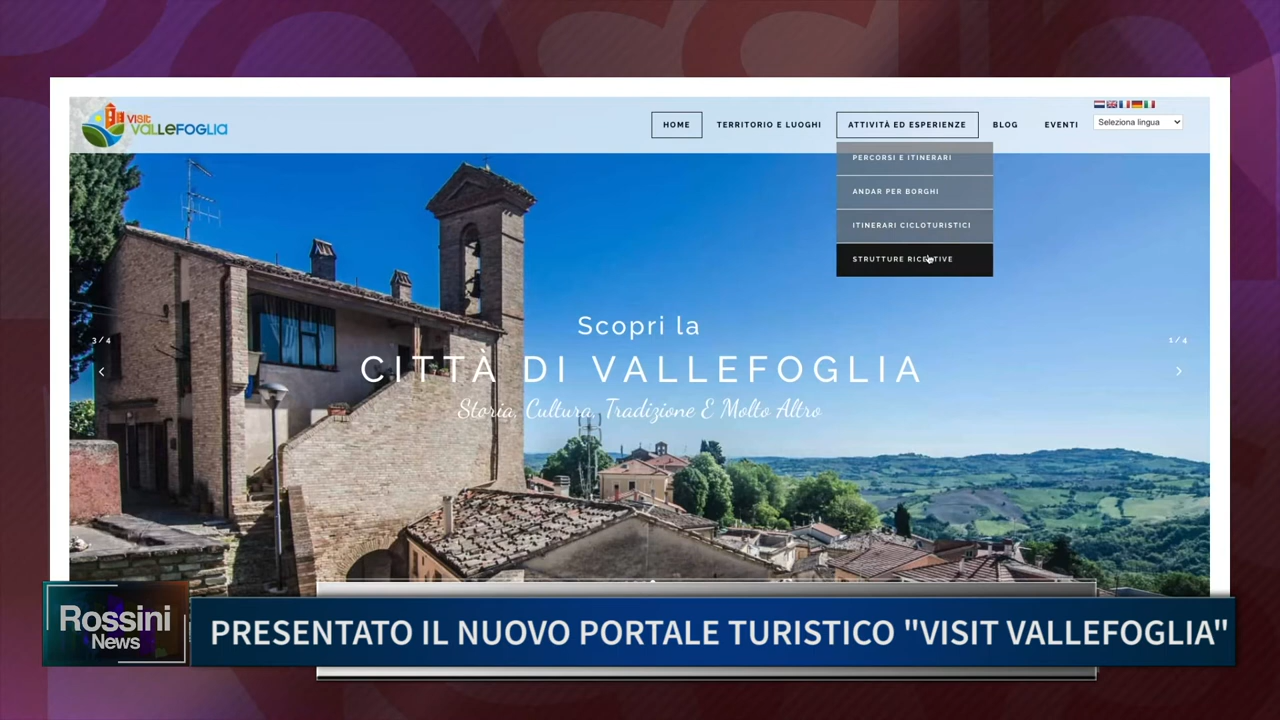 VISIT
VALLEFOGLIA
HOME
TERRITORIO E LUOGHI
ATTIVITÀ ED ESPERIENZE
BLOG
EVENTI
Seleziona lingua
PERCORSI E ITINERARI
ANDAR PER BORGHI
ITINERARI CICLOTURISTICI
STRUTTURE RICETTIVE
3/4
1/4
Scopri la
CITTÀ DI VALLEFOGLIA
Storia, Cultura, Tradizione E Molto Altro
Rossini
News
PRESENTATO IL NUOVO PORTALE TURISTICO "VISIT VALLEFOGLIA"